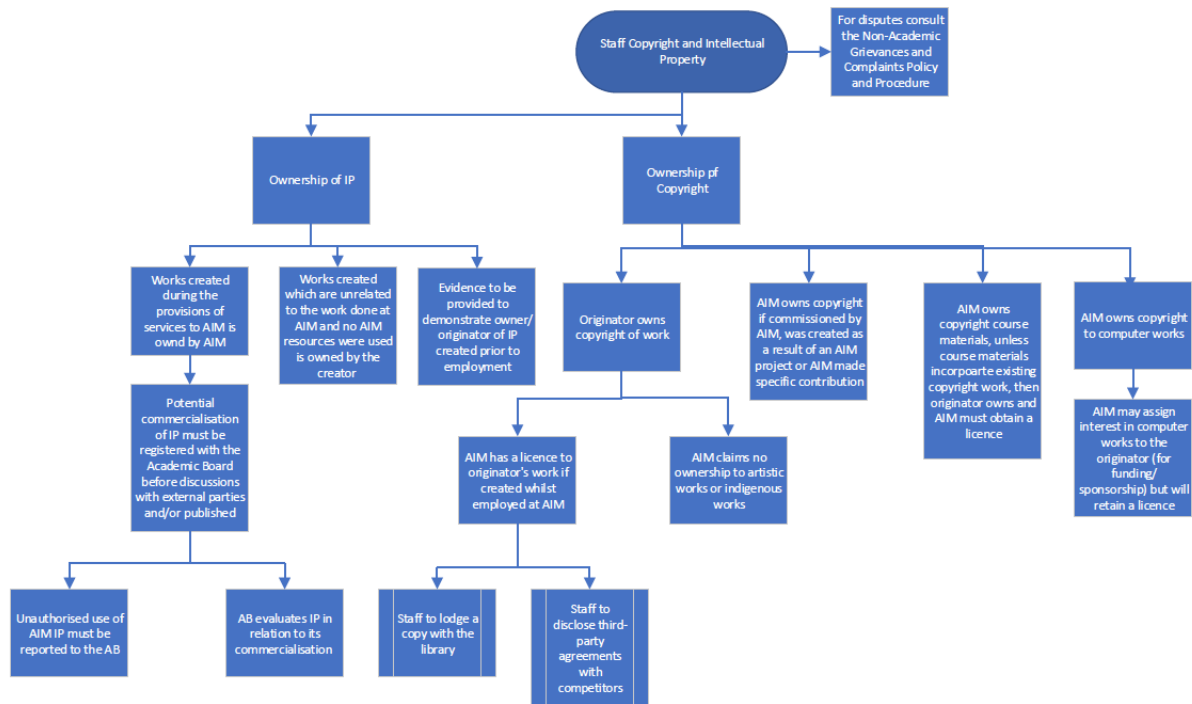 Staff Copyright and Intellectual
Property
For disputes consult
the Non-Academic
Grievances and
Complaints Policy
and Procedure
Ownership of IP
Ownership pf
Copyright
Works created
during the
provisions of
services to AIM is
owned by AIM
Works created
which are unrelated
to the work done at
AIM and no AIM
resources were used
is owned by the
creator
Evidence to be
provided to
demonstrate owner/
originator of IP
created prior to
employment
Originator owns
copyright of work
AIM owns copyright
if commissioned by
AIM, was created as
a result of an AIM
project or AIM made
specific contribution
AIM owns
copyright course
materials, unless
course materials
incorpoarte existing
copyright work, then
originator owns and
AIM must obtain a
licence
AIM owns copyright
to computer works
Potential
commercialisation
of IP must be
registered with the
Academic Board
before discussions
with external parties
and/or published
AIM has a licence to
originator's work if
created whilst
employed at AIM
AIM claims no
ownership to artistic
works or indigenous
works
AIM may assign
interest in computer
works to the
originator (for
funding/
sponsorship) but will
retain a licence
Unauthorised use of
AIM IP must be
reported to the AB
AB evaluates IP in
relation to its
commercialisation
Staff to lodge a
copy with the
library
Staff to
disclose third-
party
agreements
with
competitors